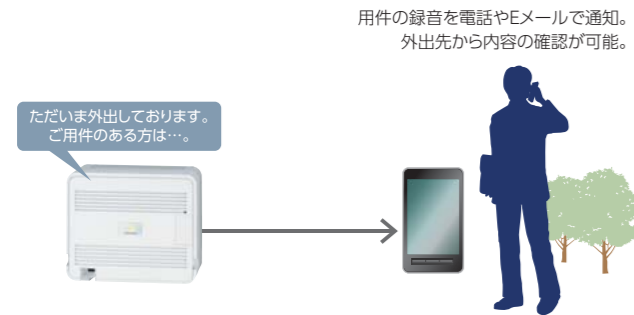 用件の録音を電話やEメールで通知。
外出先から内容の確認が可能。
ただいま外出しております。
ご用件のある方は…。